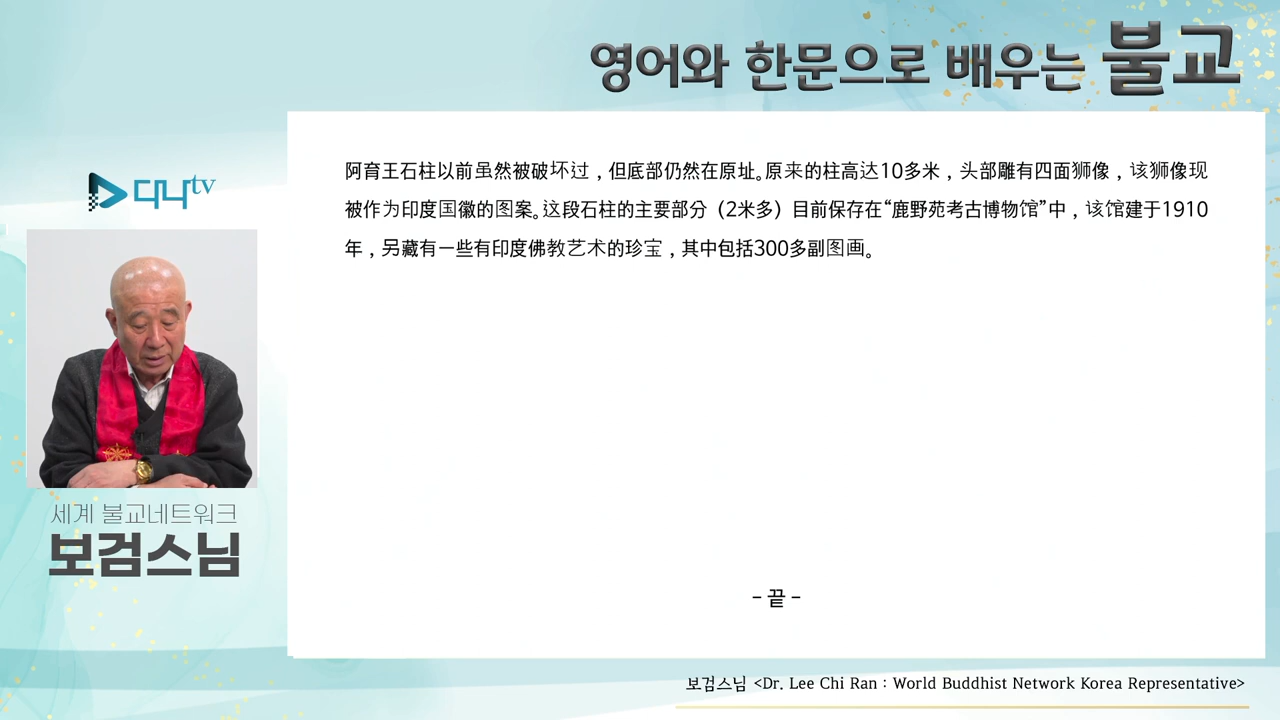 영어와 한문으로 배우는 불교
디나tv
阿育王石柱以前虽然被破坏过，但底部仍然在原址。原来的柱高达10多米，头部雕有四面狮像，该狮像现
被作为印度国徽的图案。这段石柱的主要部分（2米多）目前保存在“鹿野苑考古博物馆”中，该馆建于1910
年，另藏有一些有印度佛教艺术的珍宝，其中包括300多副图画。
세계 불교네트워크
보검스님
- 끝 -
보검스님 <Dr. Lee Chi Ran : World Buddhist Network Korea Representative>